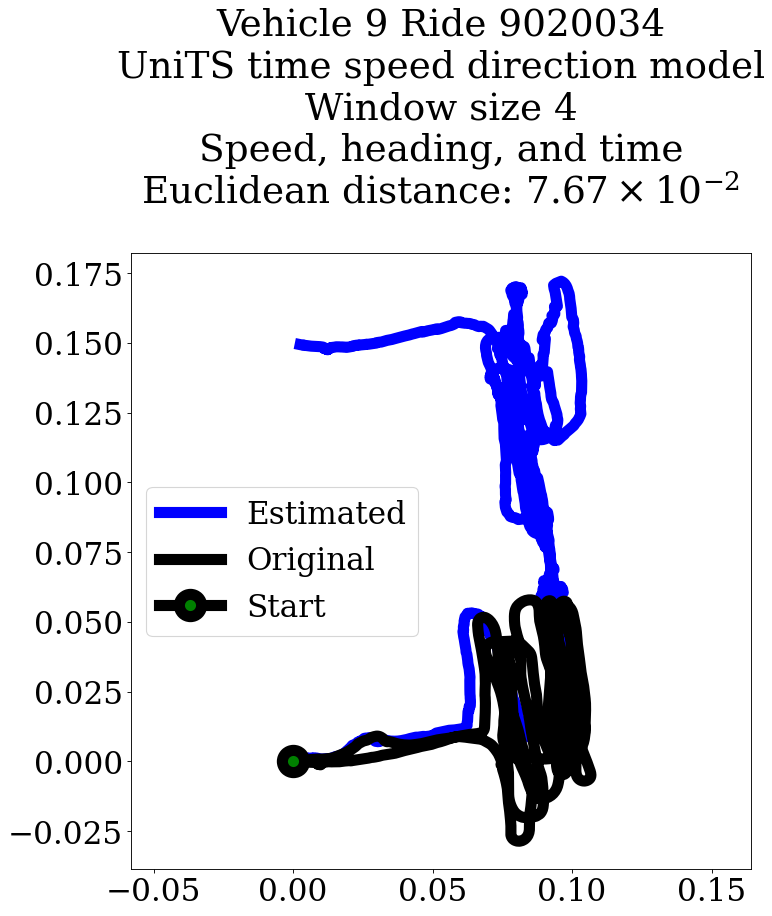 Vehicle 9 Ride 9020034
UniTS time speed direction model
Window size 4
Speed, heading, and time
Euclidean distance: 7.67 × 10⁻²
0.175
0.150
0.125
0.100
0.075
0.050
0.025
0.000
−0.025
Estimated
Original
Start
−0.05
0.00
0.05
0.10
0.15